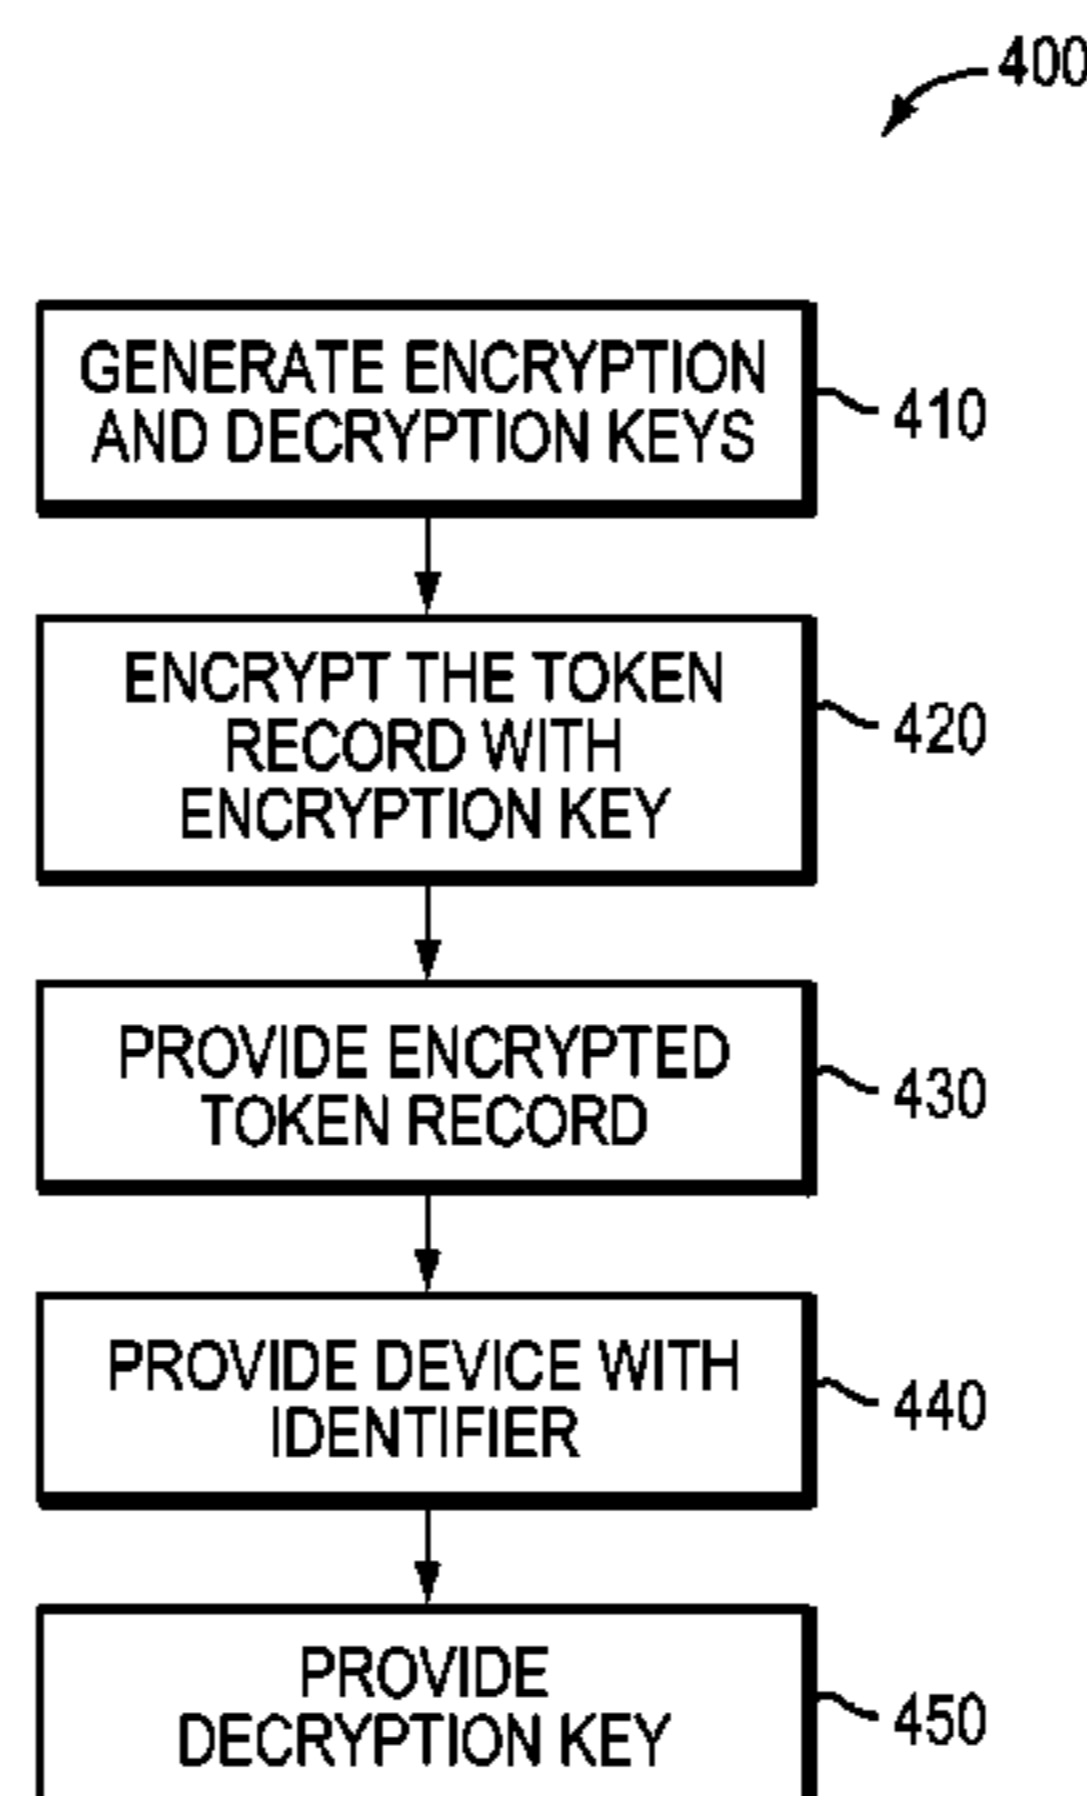 400
GENERATE ENCRYPTION
AND DECRYPTION KEYS
410
ENCRYPT THE TOKEN
RECORD WITH
ENCRYPTION KEY
420
PROVIDE ENCRYPTED
TOKEN RECORD
430
PROVIDE DEVICE WITH
IDENTIFIER
440
PROVIDE
DECRYPTION KEY
450